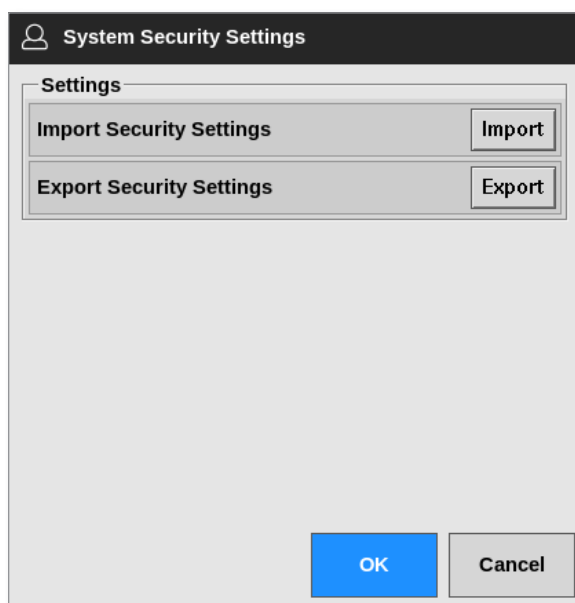 System Security Settings
Settings
Import Security Settings Import
Export Security Settings Export
OK Cancel